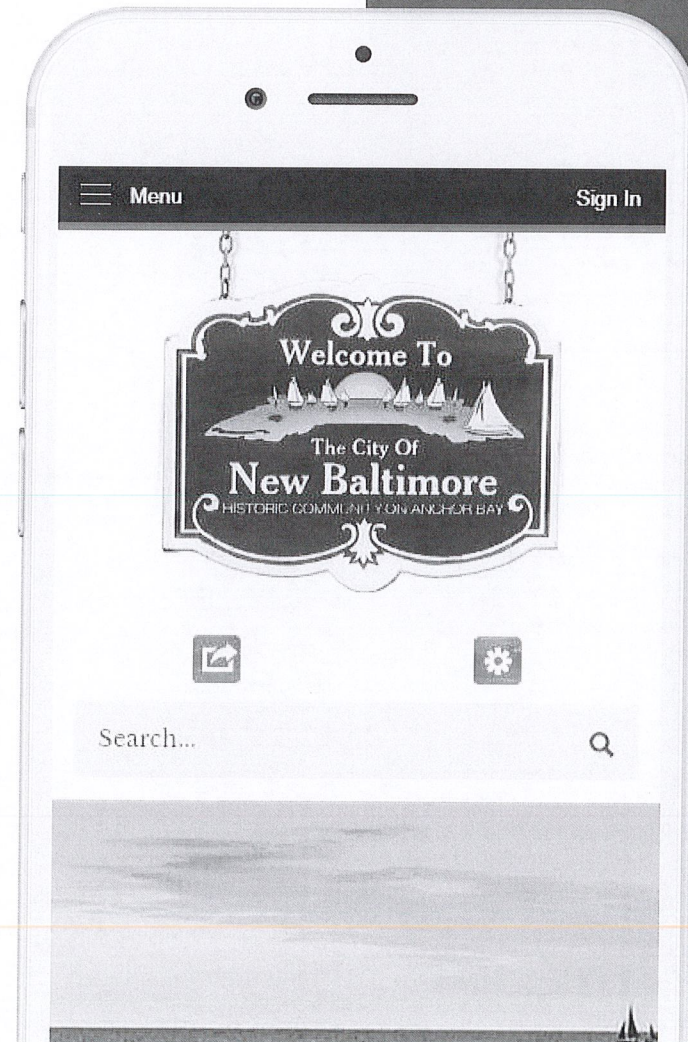 Menu
Sign In
Welcome To
The City Of
New Baltimore
HISTORIC COMMUNITY ON ANCHOR BAY
Search...